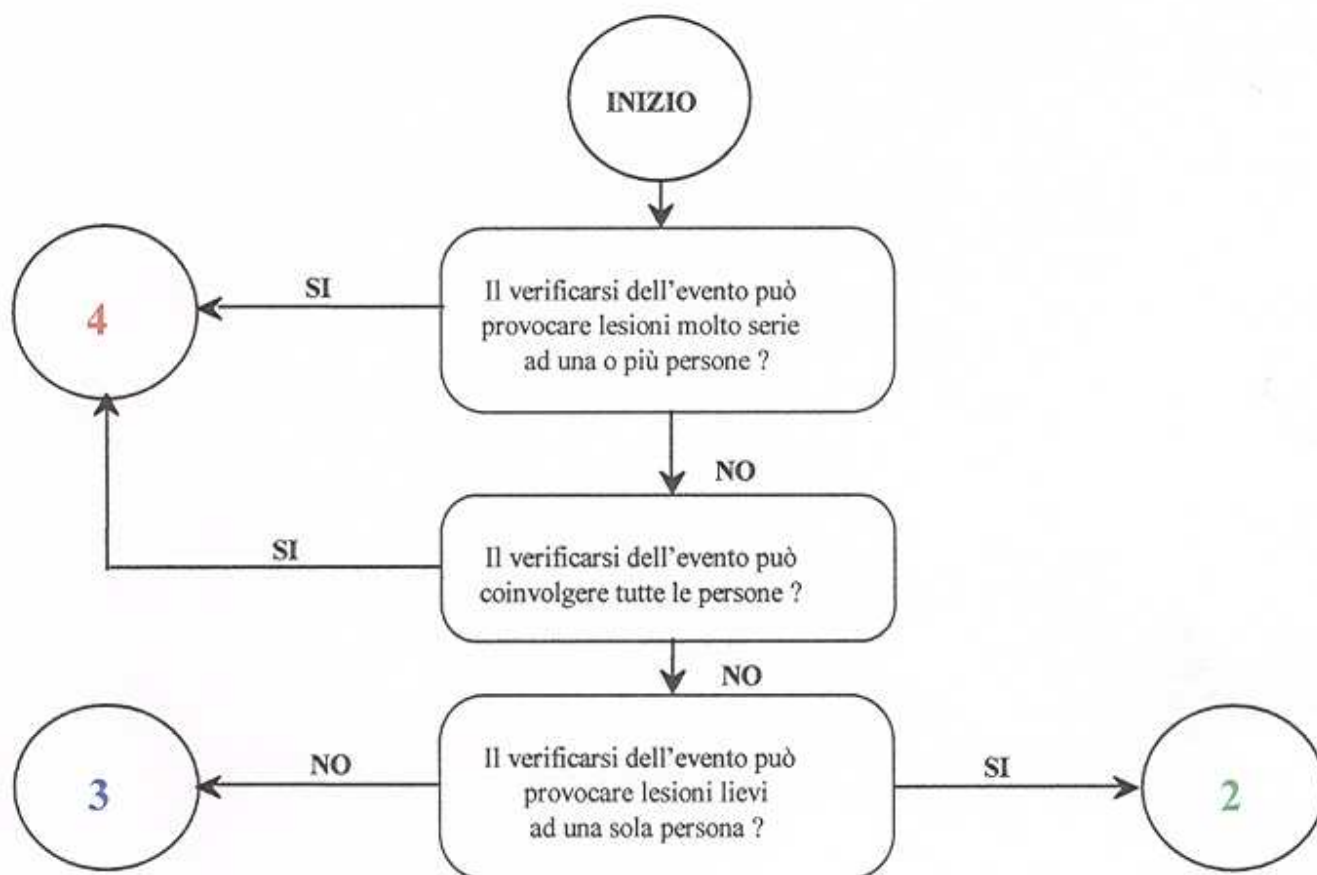 INIZIO
SI
4
Il verificarsi dell'evento può
provocare lesioni molto serie
ad una o più persone ?
NO
SI
Il verificarsi dell'evento può
coinvolgere tutte le persone ?
NO
3
NO
Il verificarsi dell'evento può
provocare lesioni lievi
ad una sola persona ?
SI
2